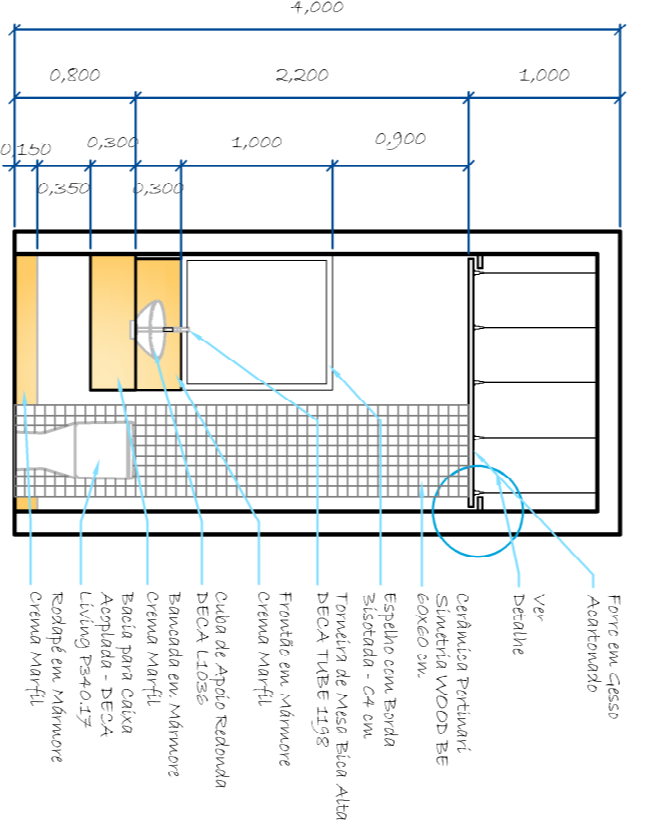 4,000
0,800
2,200
1,000
0,150
0,300
1,000
0,900
0,350
0,300
Forro em Gesso
Acartonado
Ver
Detalhe
Cerâmica Portinari
Simetria WOOD BE
60x60 cm
Espelho com Borda
Bisotada - C4 cm
Torneira de Mesa Bica Alta
DECA TUBE 1198
Frontão em Mármore
Crema Marfil
Cuba de Apoio Redonda
DECA L1036
Bancada em Mármore
Crema Marfil
Bacia para Caixa
Acoplada - DECA
Living P340.17
Rodapé em Mármore
Crema Marfil